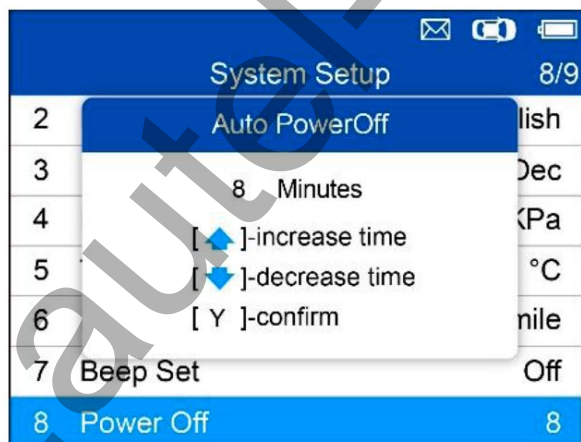 System Setup 8/9
2 lish
Auto PowerOff
3 Dec
8 Minutes
4 KPa
[ ]-increase time
5 °C
[ ]-decrease time
6 mile
[ Y ]-confirm
7 Beep Set Off
8 Power Off 8
autel